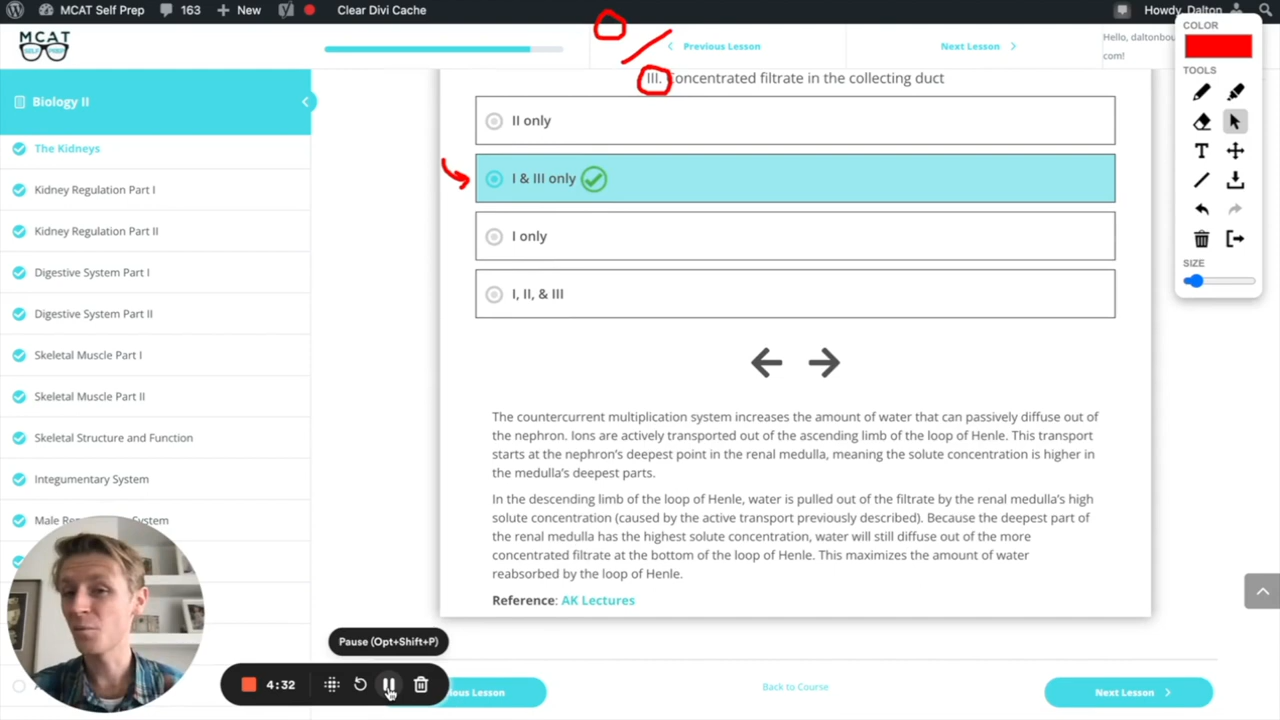 MCAT Self Prep
163
New
Clear Divi Cache
Howdy, Dalton
MCAT
SELF PREP
Previous Lesson
Next Lesson
Hello, daltonbou
com!
COLOR
TOOLS
T
SIZE
Biology II
The Kidneys
Kidney Regulation Part I
Kidney Regulation Part II
Digestive System Part I
Digestive System Part II
Skeletal Muscle Part I
Skeletal Muscle Part II
Skeletal Structure and Function
Integumentary System
Male System
III. Concentrated filtrate in the collecting duct
II only
I & III only
I only
I, II, & III
The countercurrent multiplication system increases the amount of water that can passively diffuse out of
the nephron. Ions are actively transported out of the ascending limb of the loop of Henle. This transport
starts at the nephron's deepest point in the renal medulla, meaning the solute concentration is higher in
the medulla's deepest parts.
In the descending limb of the loop of Henle, water is pulled out of the filtrate by the renal medulla's high
solute concentration (caused by the active transport previously described). Because the deepest part of
the renal medulla has the highest solute concentration, water will still diffuse out of the more
concentrated filtrate at the bottom of the loop of Henle. This maximizes the amount of water
reabsorbed by the loop of Henle.
Reference: AK Lectures
Pause (Opt+Shift+P)
4:32
ious Lesson
Back to Course
Next Lesson